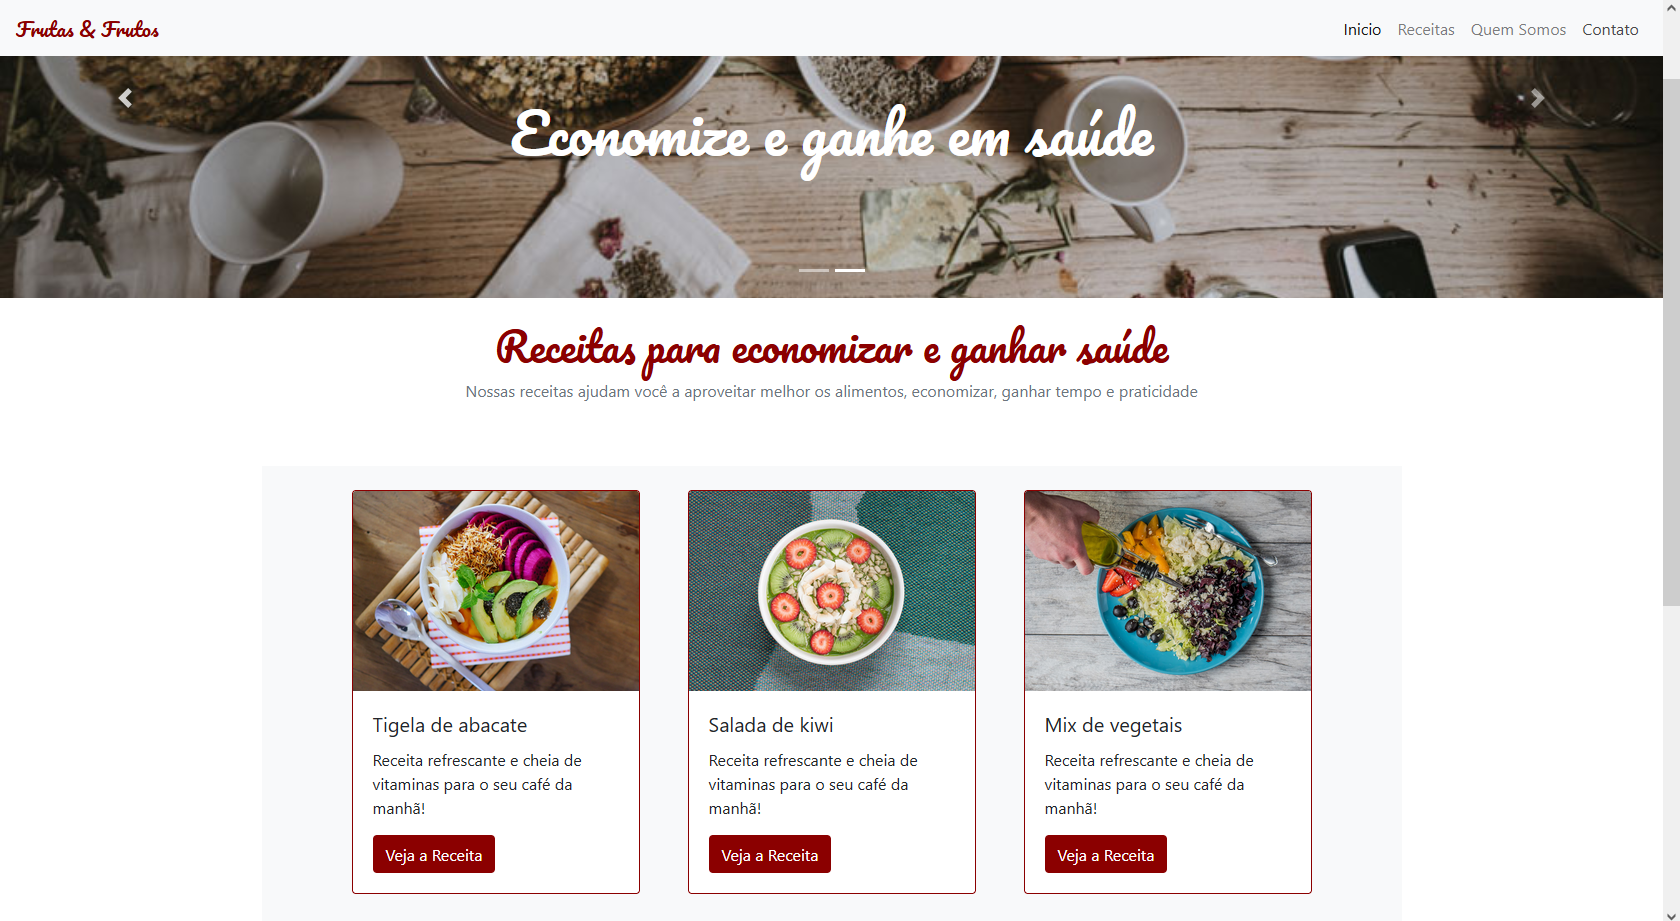 Frutas & Frutos
Inicio Receitas Quem Somos Contato
Economize e ganhe em saúde
Receitas para economizar e ganhar saúde
Nossas receitas ajudam você a aproveitar melhor os alimentos, economizar, ganhar tempo e praticidade
Tigela de abacate
Receita refrescante e cheia de
vitaminas para o seu café da
manhã!
Veja a Receita
Salada de kiwi
Receita refrescante e cheia de
vitaminas para o seu café da
manhã!
Veja a Receita
Mix de vegetais
Receita refrescante e cheia de
vitaminas para o seu café da
manhã!
Veja a Receita